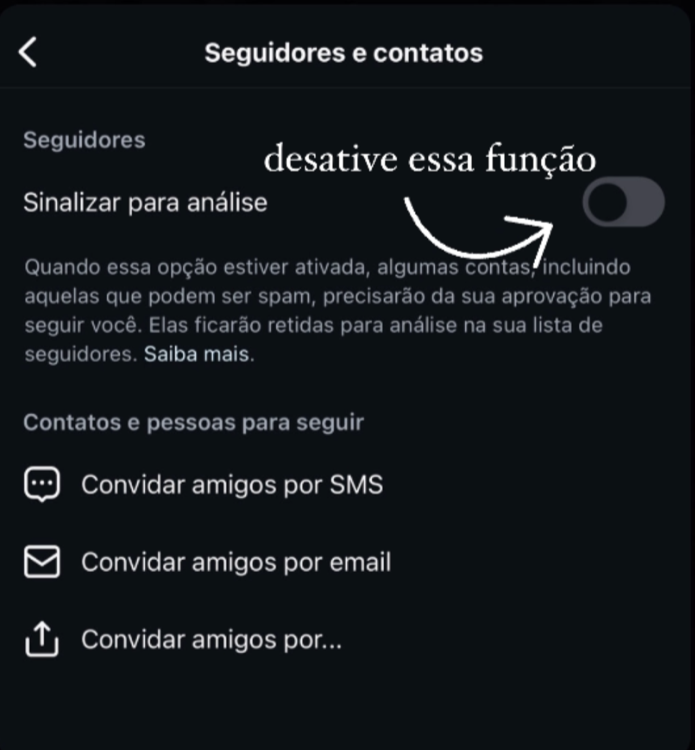 Seguidores e contatos
Seguidores
desative essa função
Sinalizar para análise
Quando essa opção estiver ativada, algumas contas, incluindo
aquelas que podem ser spam, precisarão da sua aprovação para
seguir você. Elas ficarão retidas para análise na sua lista de
seguidores. Saiba mais.
Contatos e pessoas para seguir
Convidar amigos por SMS
Convidar amigos por email
Convidar amigos por...